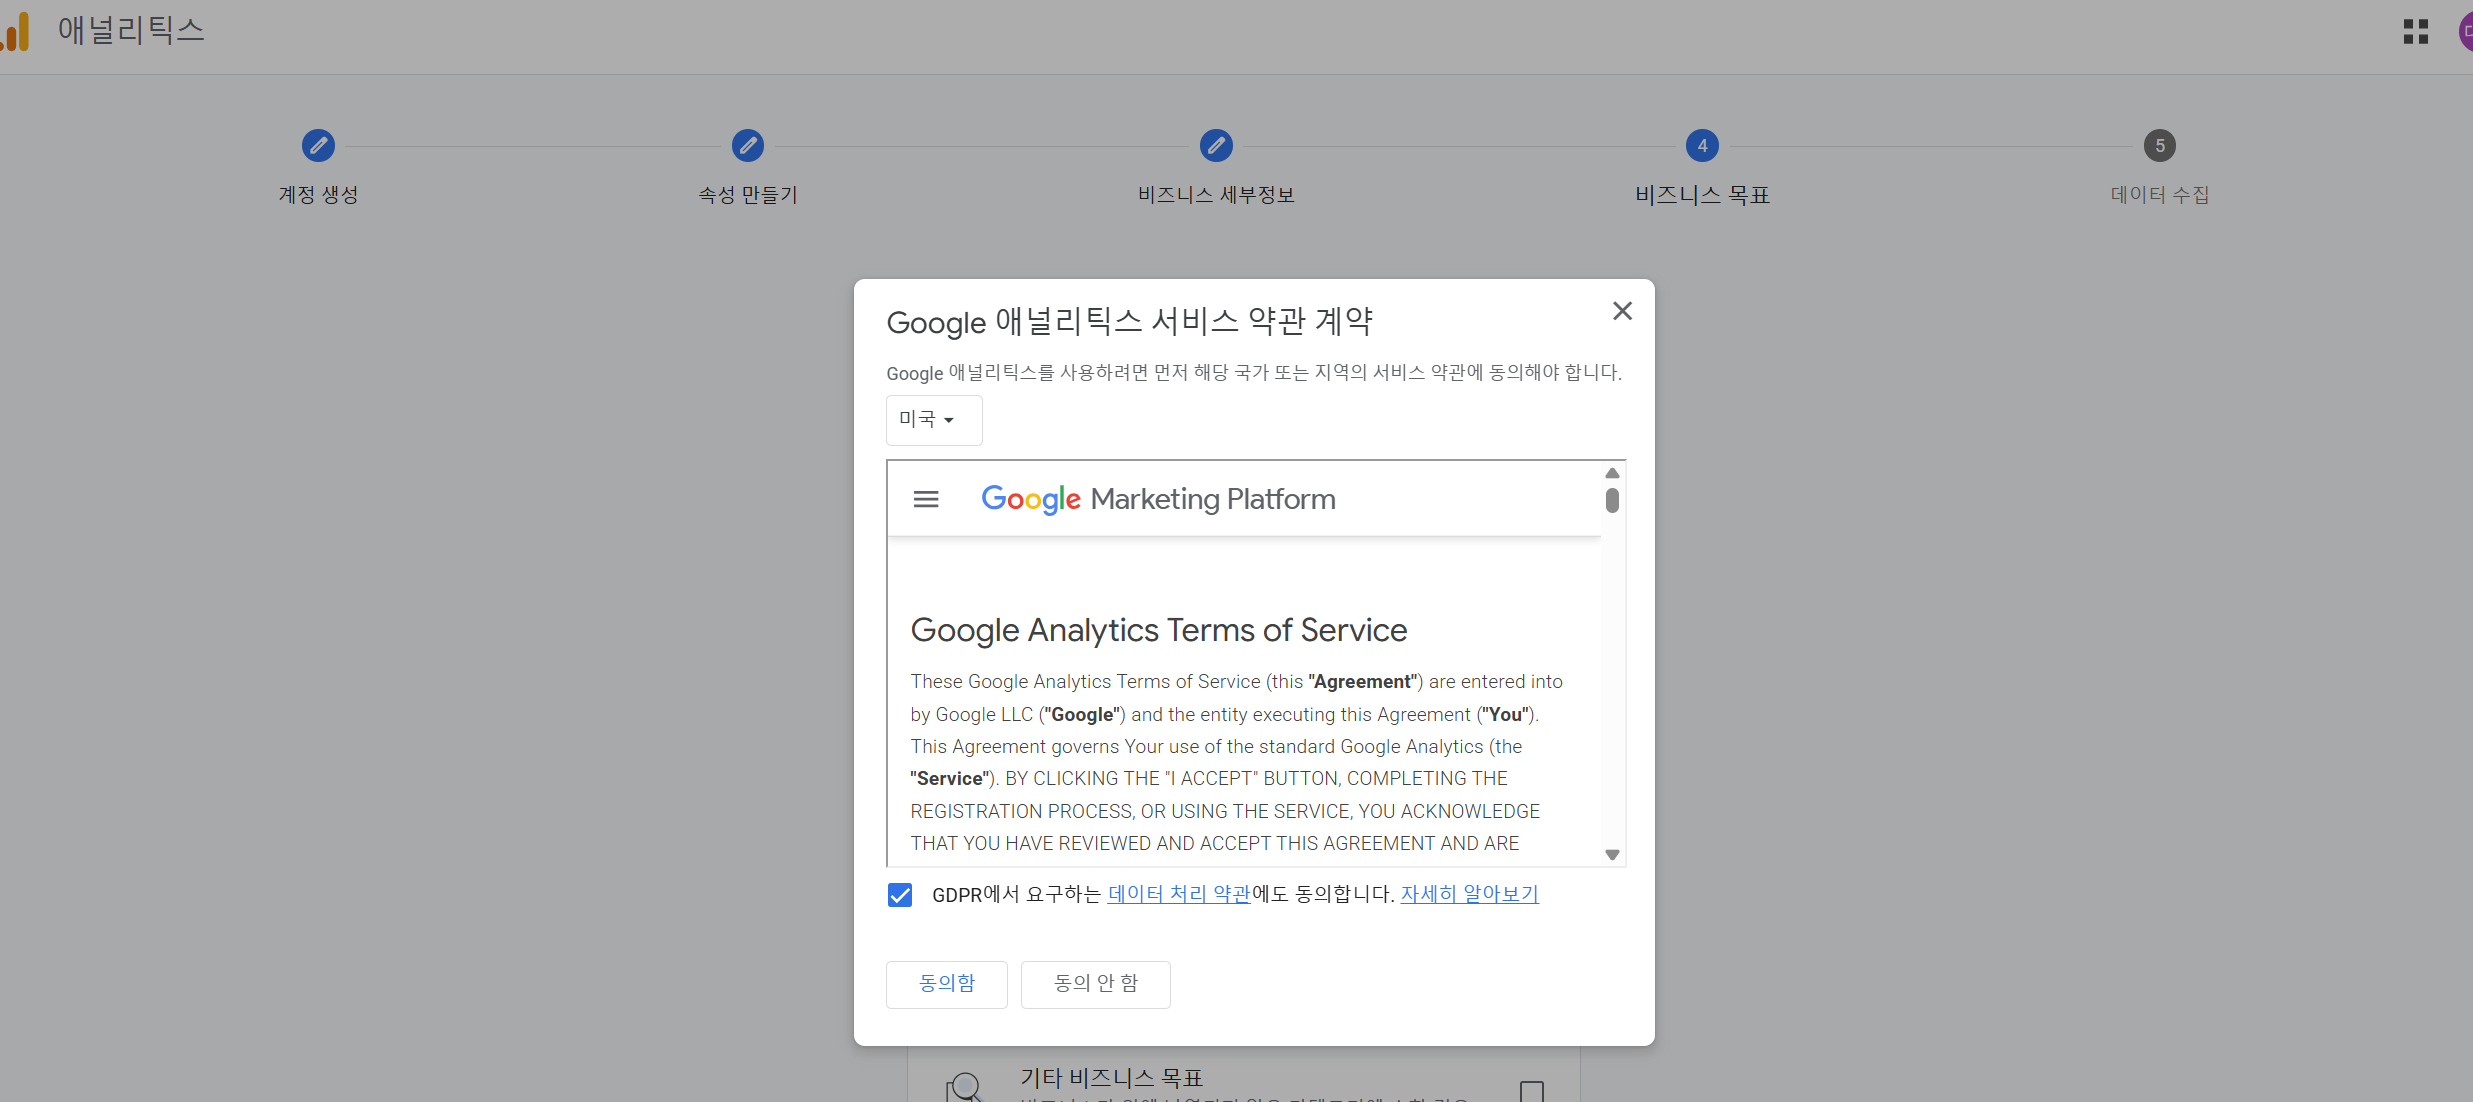 애널리틱스
4
5
계정 생성
속성 만들기
비즈니스 세부정보
비즈니스 목표
데이터 수집
Google 애널리틱스 서비스 약관 계약
Google 애널리틱스를 사용하려면 먼저 해당 국가 또는 지역의 서비스 약관에 동의해야 합니다.
미국
Google Marketing Platform
Google Analytics Terms of Service
These Google Analytics Terms of Service (this "Agreement") are entered into
by Google LLC ("Google") and the entity executing this Agreement ("You").
This Agreement governs Your use of the standard Google Analytics (the
"Service"). BY CLICKING THE "I ACCEPT" BUTTON, COMPLETING THE
REGISTRATION PROCESS, OR USING THE SERVICE, YOU ACKNOWLEDGE
THAT YOU HAVE REVIEWED AND ACCEPT THIS AGREEMENT AND ARE
GDPR에서 요구하는 데이터 처리 약관에도 동의합니다. 자세히 알아보기
동의함
동의 안 함
기타 비즈니스 목표